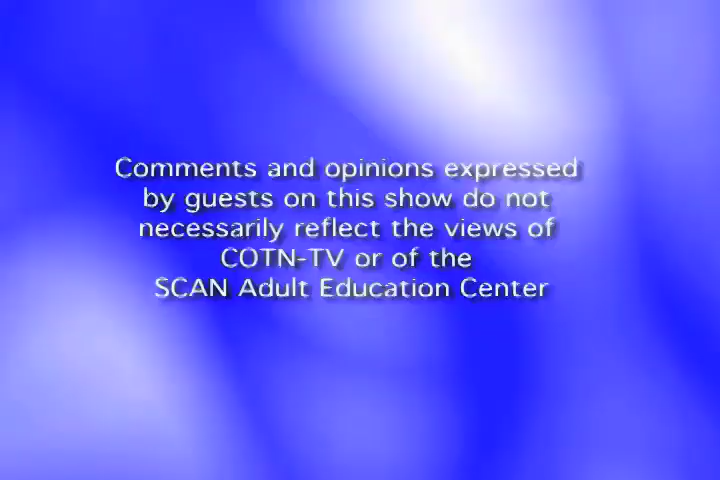 Comments and opinions expressed
by guests on this show do not
necessarily reflect the views of
COTN-TV or of the
SCAN Adult Education Center